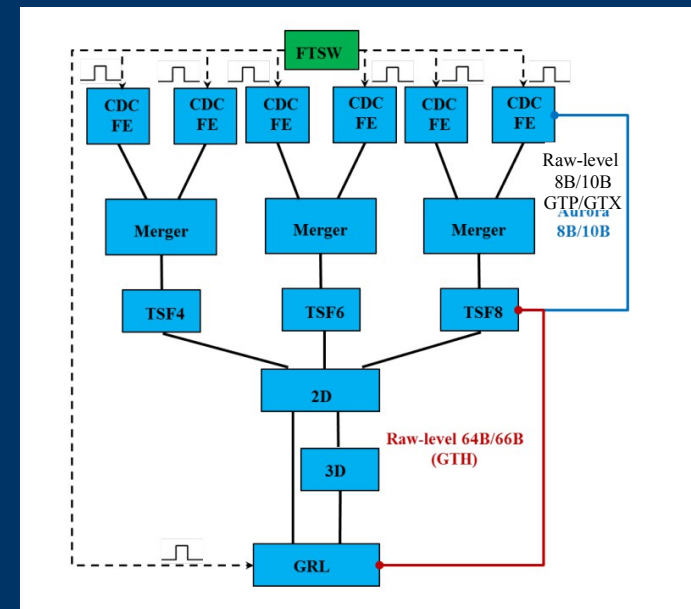 FTSW
CDC FE
CDC FE
CDC FE
CDC FE
CDC FE
CDC FE
Raw-level
8B/10B
GTP/GTX
Aurora
8B/10B
Merger
Merger
Merger
TSF4
TSF6
TSF8
2D
Raw-level 64B/66B
(GTH)
3D
GRL